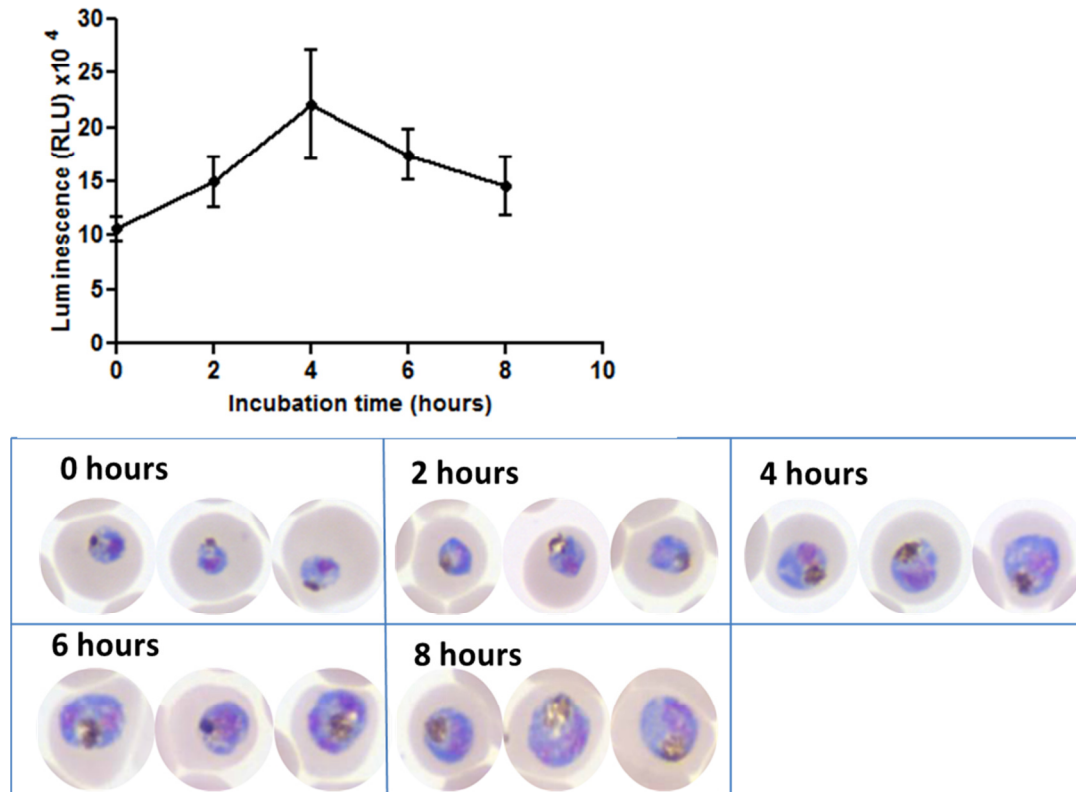 Luminescence (RLU) x10 4
30
25
20
15
10
5
0
0 2 4 6 8 10
Incubation time (hours)
0 hours
2 hours
4 hours
6 hours
8 hours